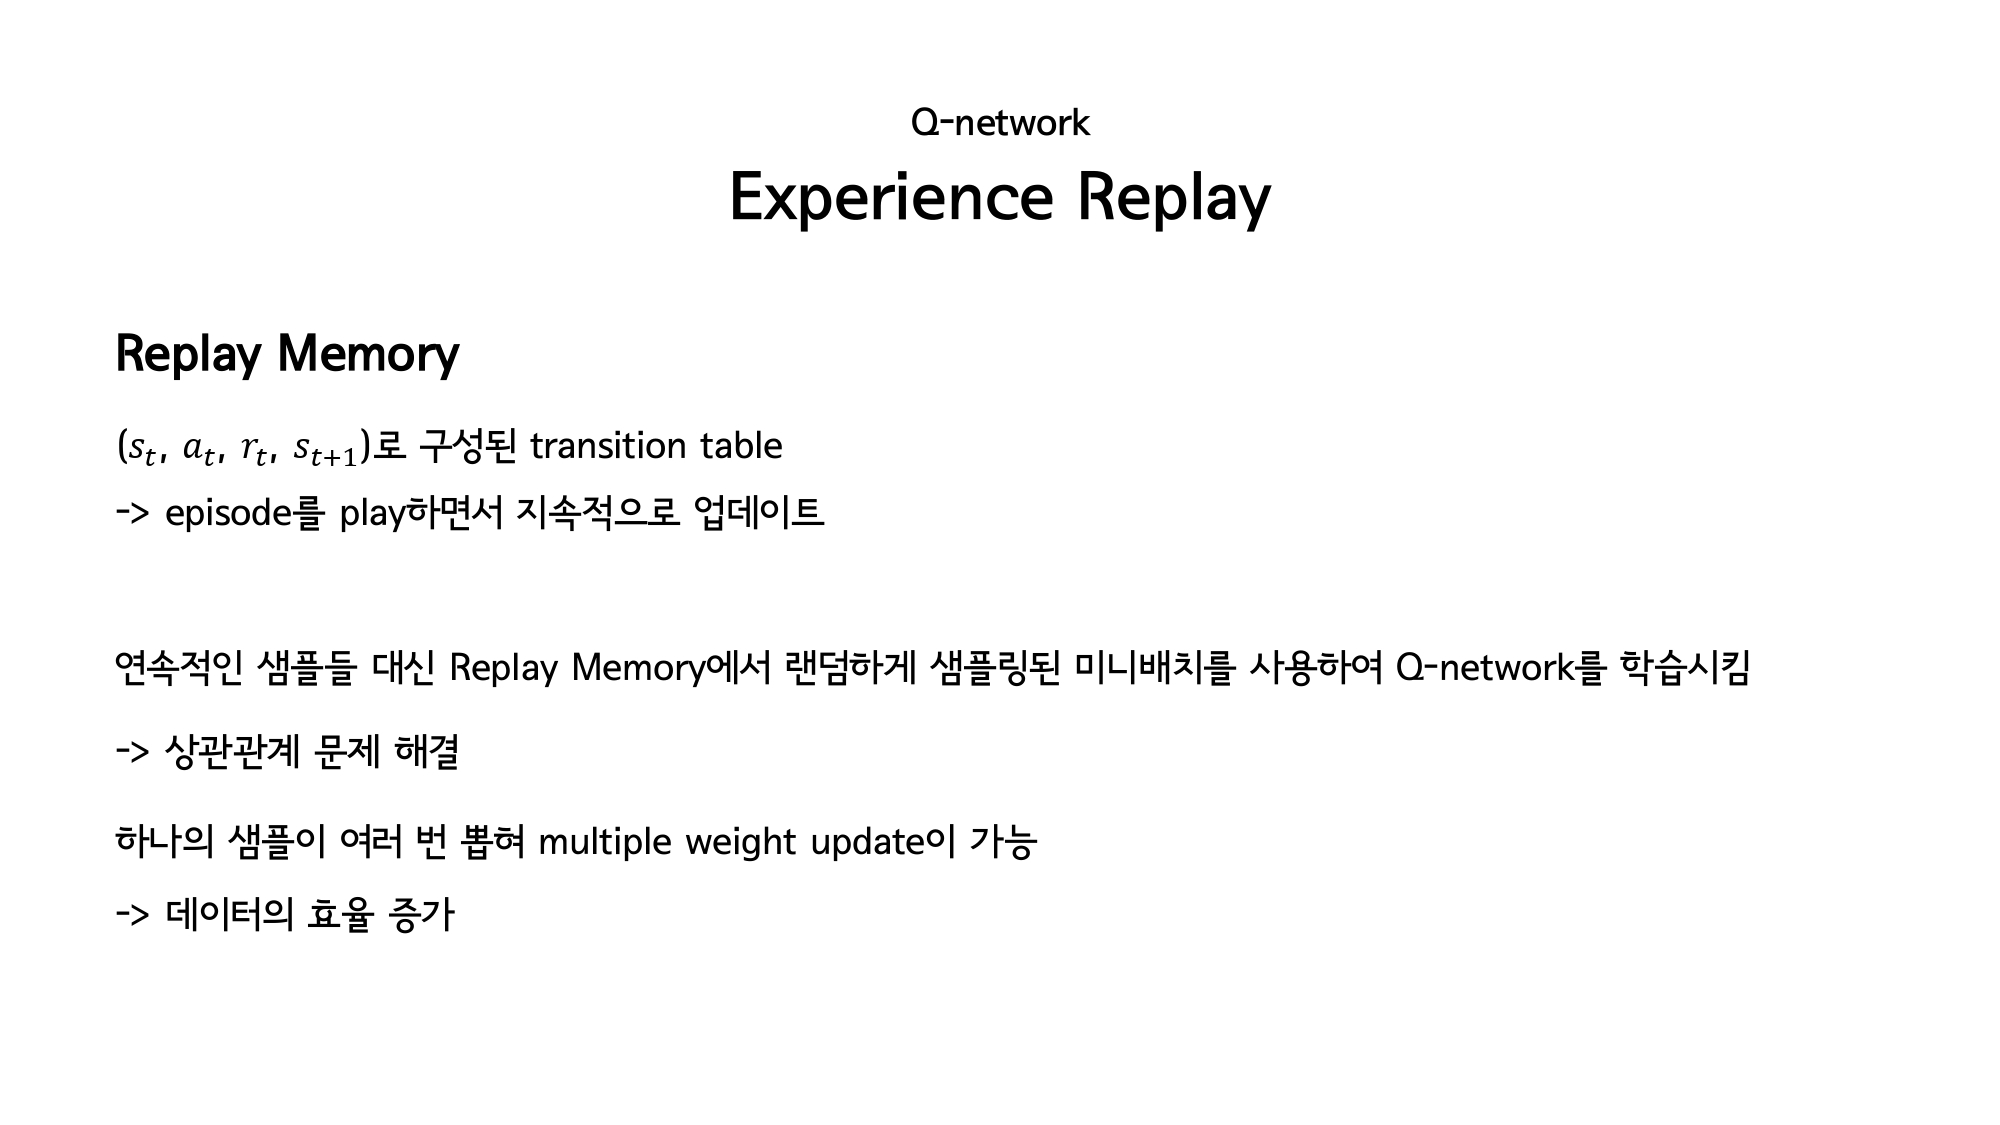 Q-network
Experience Replay
Replay Memory
(s_t, a_t, r_t, s_{t+1})로 구성된 transition table
-> episode를 play하면서 지속적으로 업데이트
연속적인 샘플들 대신 Replay Memory에서 랜덤하게 샘플링된 미니배치를 사용하여 Q-network를 학습시킴
-> 상관관계 문제 해결
하나의 샘플이 여러 번 뽑혀 multiple weight update이 가능
-> 데이터의 효율 증가